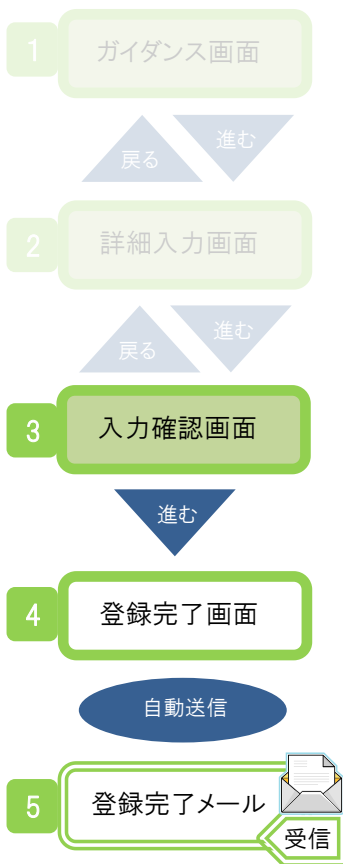 1
ガイダンス画面
戻る
進む
2
詳細入力画面
戻る
進む
3
入力確認画面
進む
4
登録完了画面
自動送信
5
登録完了メール
受信